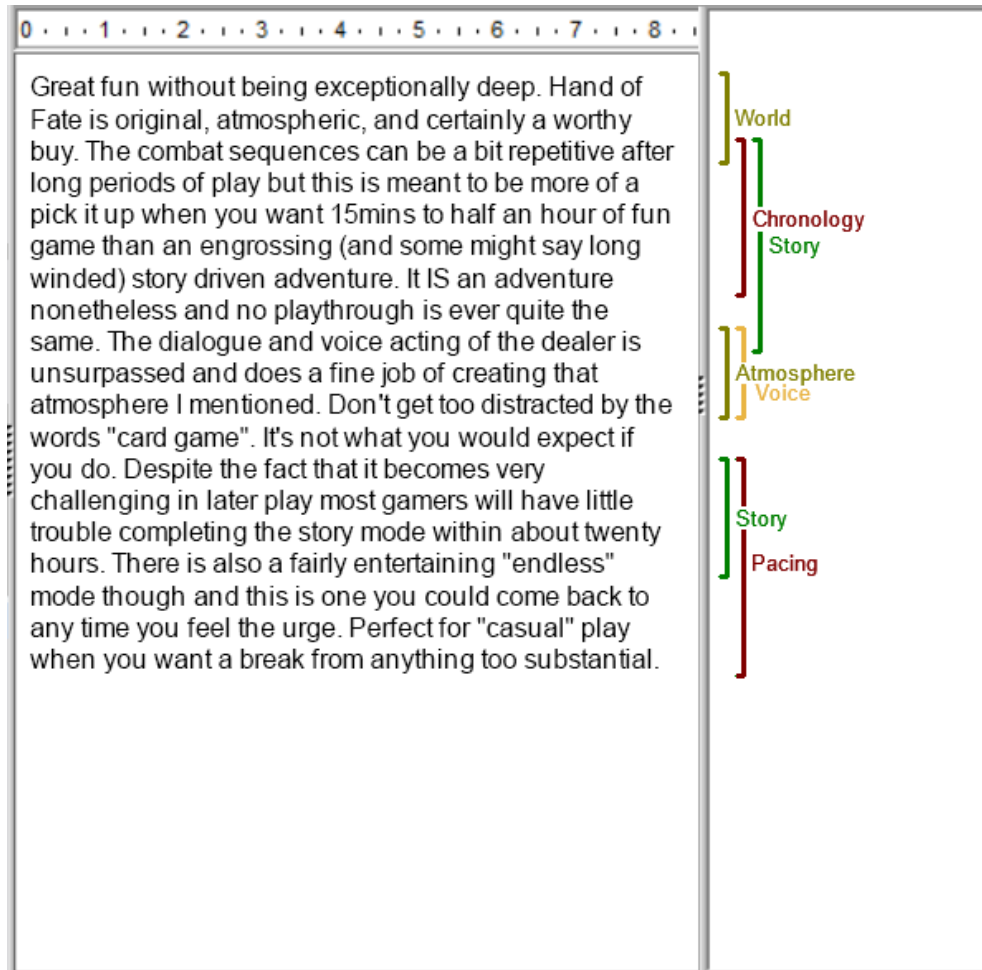 0 1 2 3 4 5 6 7 8
Great fun without being exceptionally deep. Hand of
Fate is original, atmospheric, and certainly a worthy
buy. The combat sequences can be a bit repetitive after
long periods of play but this is meant to be more of a
pick it up when you want 15mins to half an hour of fun
game than an engrossing (and some might say long
winded) story driven adventure. It IS an adventure
nonetheless and no playthrough is ever quite the
same. The dialogue and voice acting of the dealer is
unsurpassed and does a fine job of creating that
atmosphere I mentioned. Don't get too distracted by the
words "card game". It's not what you would expect if
you do. Despite the fact that it becomes very
challenging in later play most gamers will have little
trouble completing the story mode within about twenty
hours. There is also a fairly entertaining "endless"
mode though and this is one you could come back to
any time you feel the urge. Perfect for "casual" play
when you want a break from anything too substantial.
World
Chronology
Story
Atmosphere
Voice
Story
Pacing